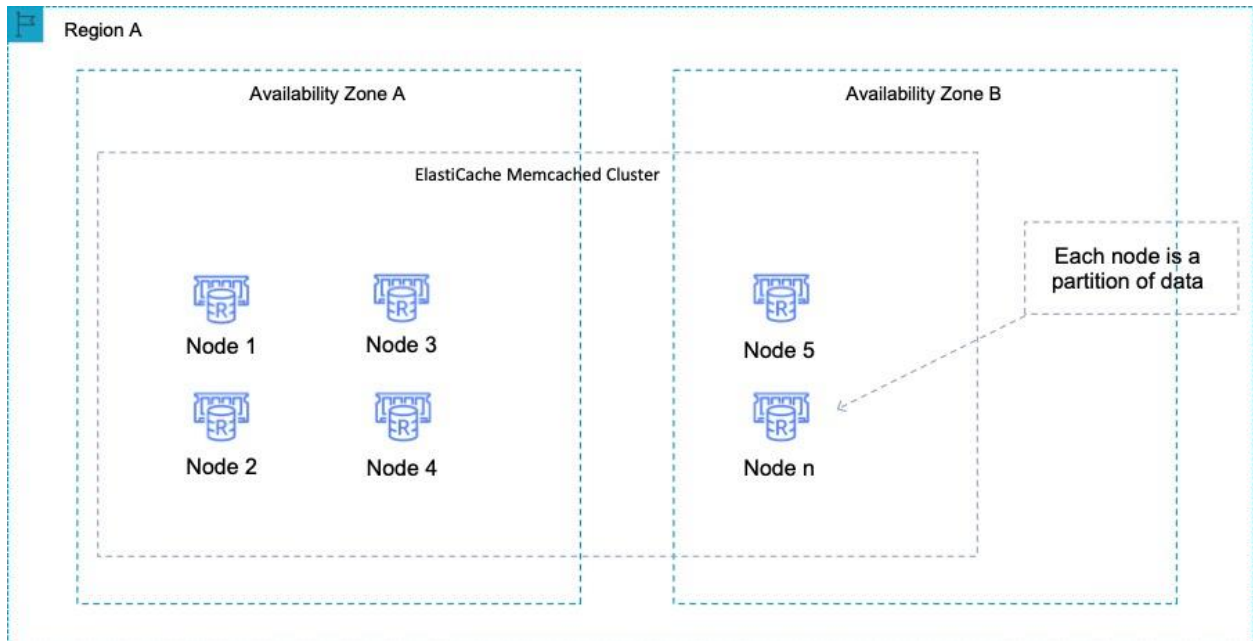 Region A
Availability Zone A
Availability Zone B
ElastiCache Memcached Cluster
Each node is a
partition of data
R
Node 1
R
Node 3
R
Node 5
R
Node 2
R
Node 4
R
Node n